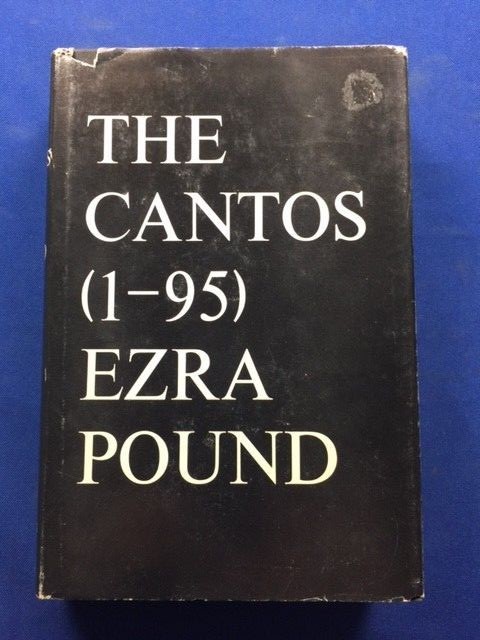 THE
CANTOS
(1–95)
EZRA
POUND